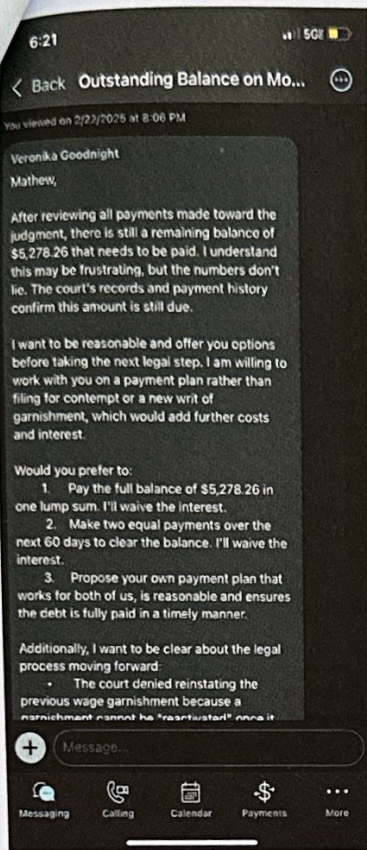 6:21
5GE
Back Outstanding Balance on Mo...
You viewed on 2/22/2025 at 8:06 PM
Veronika Goodnight
Mathew,
After reviewing all payments made toward the
judgment, there is still a remaining balance of
$5,278.26 that needs to be paid. I understand
this may be frustrating, but the numbers don't
lie. The court's records and payment history
confirm this amount is still due.
I want to be reasonable and offer you options
before taking the next legal step. I am willing to
work with you on a payment plan rather than
filing for contempt or a new writ of
garnishment, which would add further costs
and interest.
Would you prefer to:
1. Pay the full balance of $5,278.26 in
one lump sum. I'll waive the interest.
2. Make two equal payments over the
next 60 days to clear the balance. I'll waive the
interest.
3. Propose your own payment plan that
works for both of us, is reasonable and ensures
the debt is fully paid in a timely manner.
Additionally, I want to be clear about the legal
process moving forward:
• The court denied reinstating the
previous wage garnishment because a
garnishment cannot be "reactivated" once it
Message...
Messaging Calling Calendar Payments More